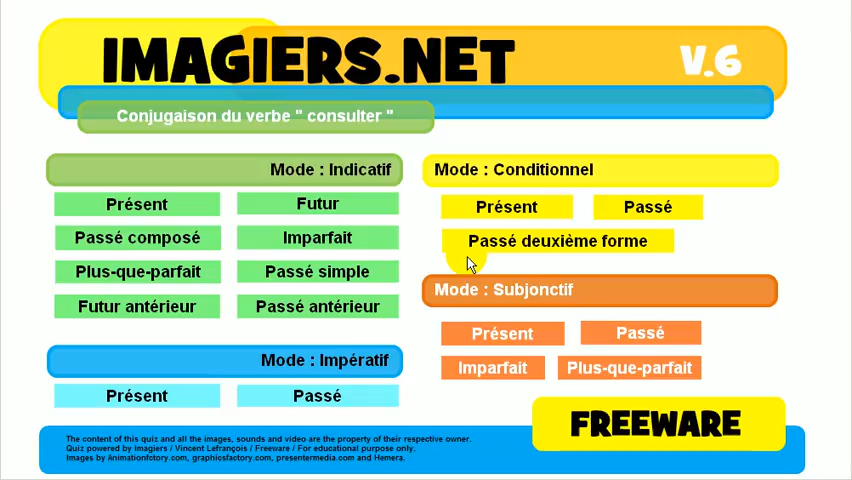 IMAGIERS.NET
V.6
Conjugaison du verbe " consulter "
Mode : Indicatif
Présent
Futur
Passé composé
Imparfait
Plus-que-parfait
Passé simple
Futur antérieur
Passé antérieur
Mode : Impératif
Présent
Passé
Mode : Conditionnel
Présent
Passé
Passé deuxième forme
Mode : Subjonctif
Présent
Passé
Imparfait
Plus-que-parfait
FREEWARE
The content of this quiz and all the images, sounds and video are the property of their respective owner.
Quiz powered by Imagiers / Vincent Lefrançois / Freeware / For educational purpose only.
Images by Animationfctory.com, graphicsfactory.com, presentermedia.com and Hemera.